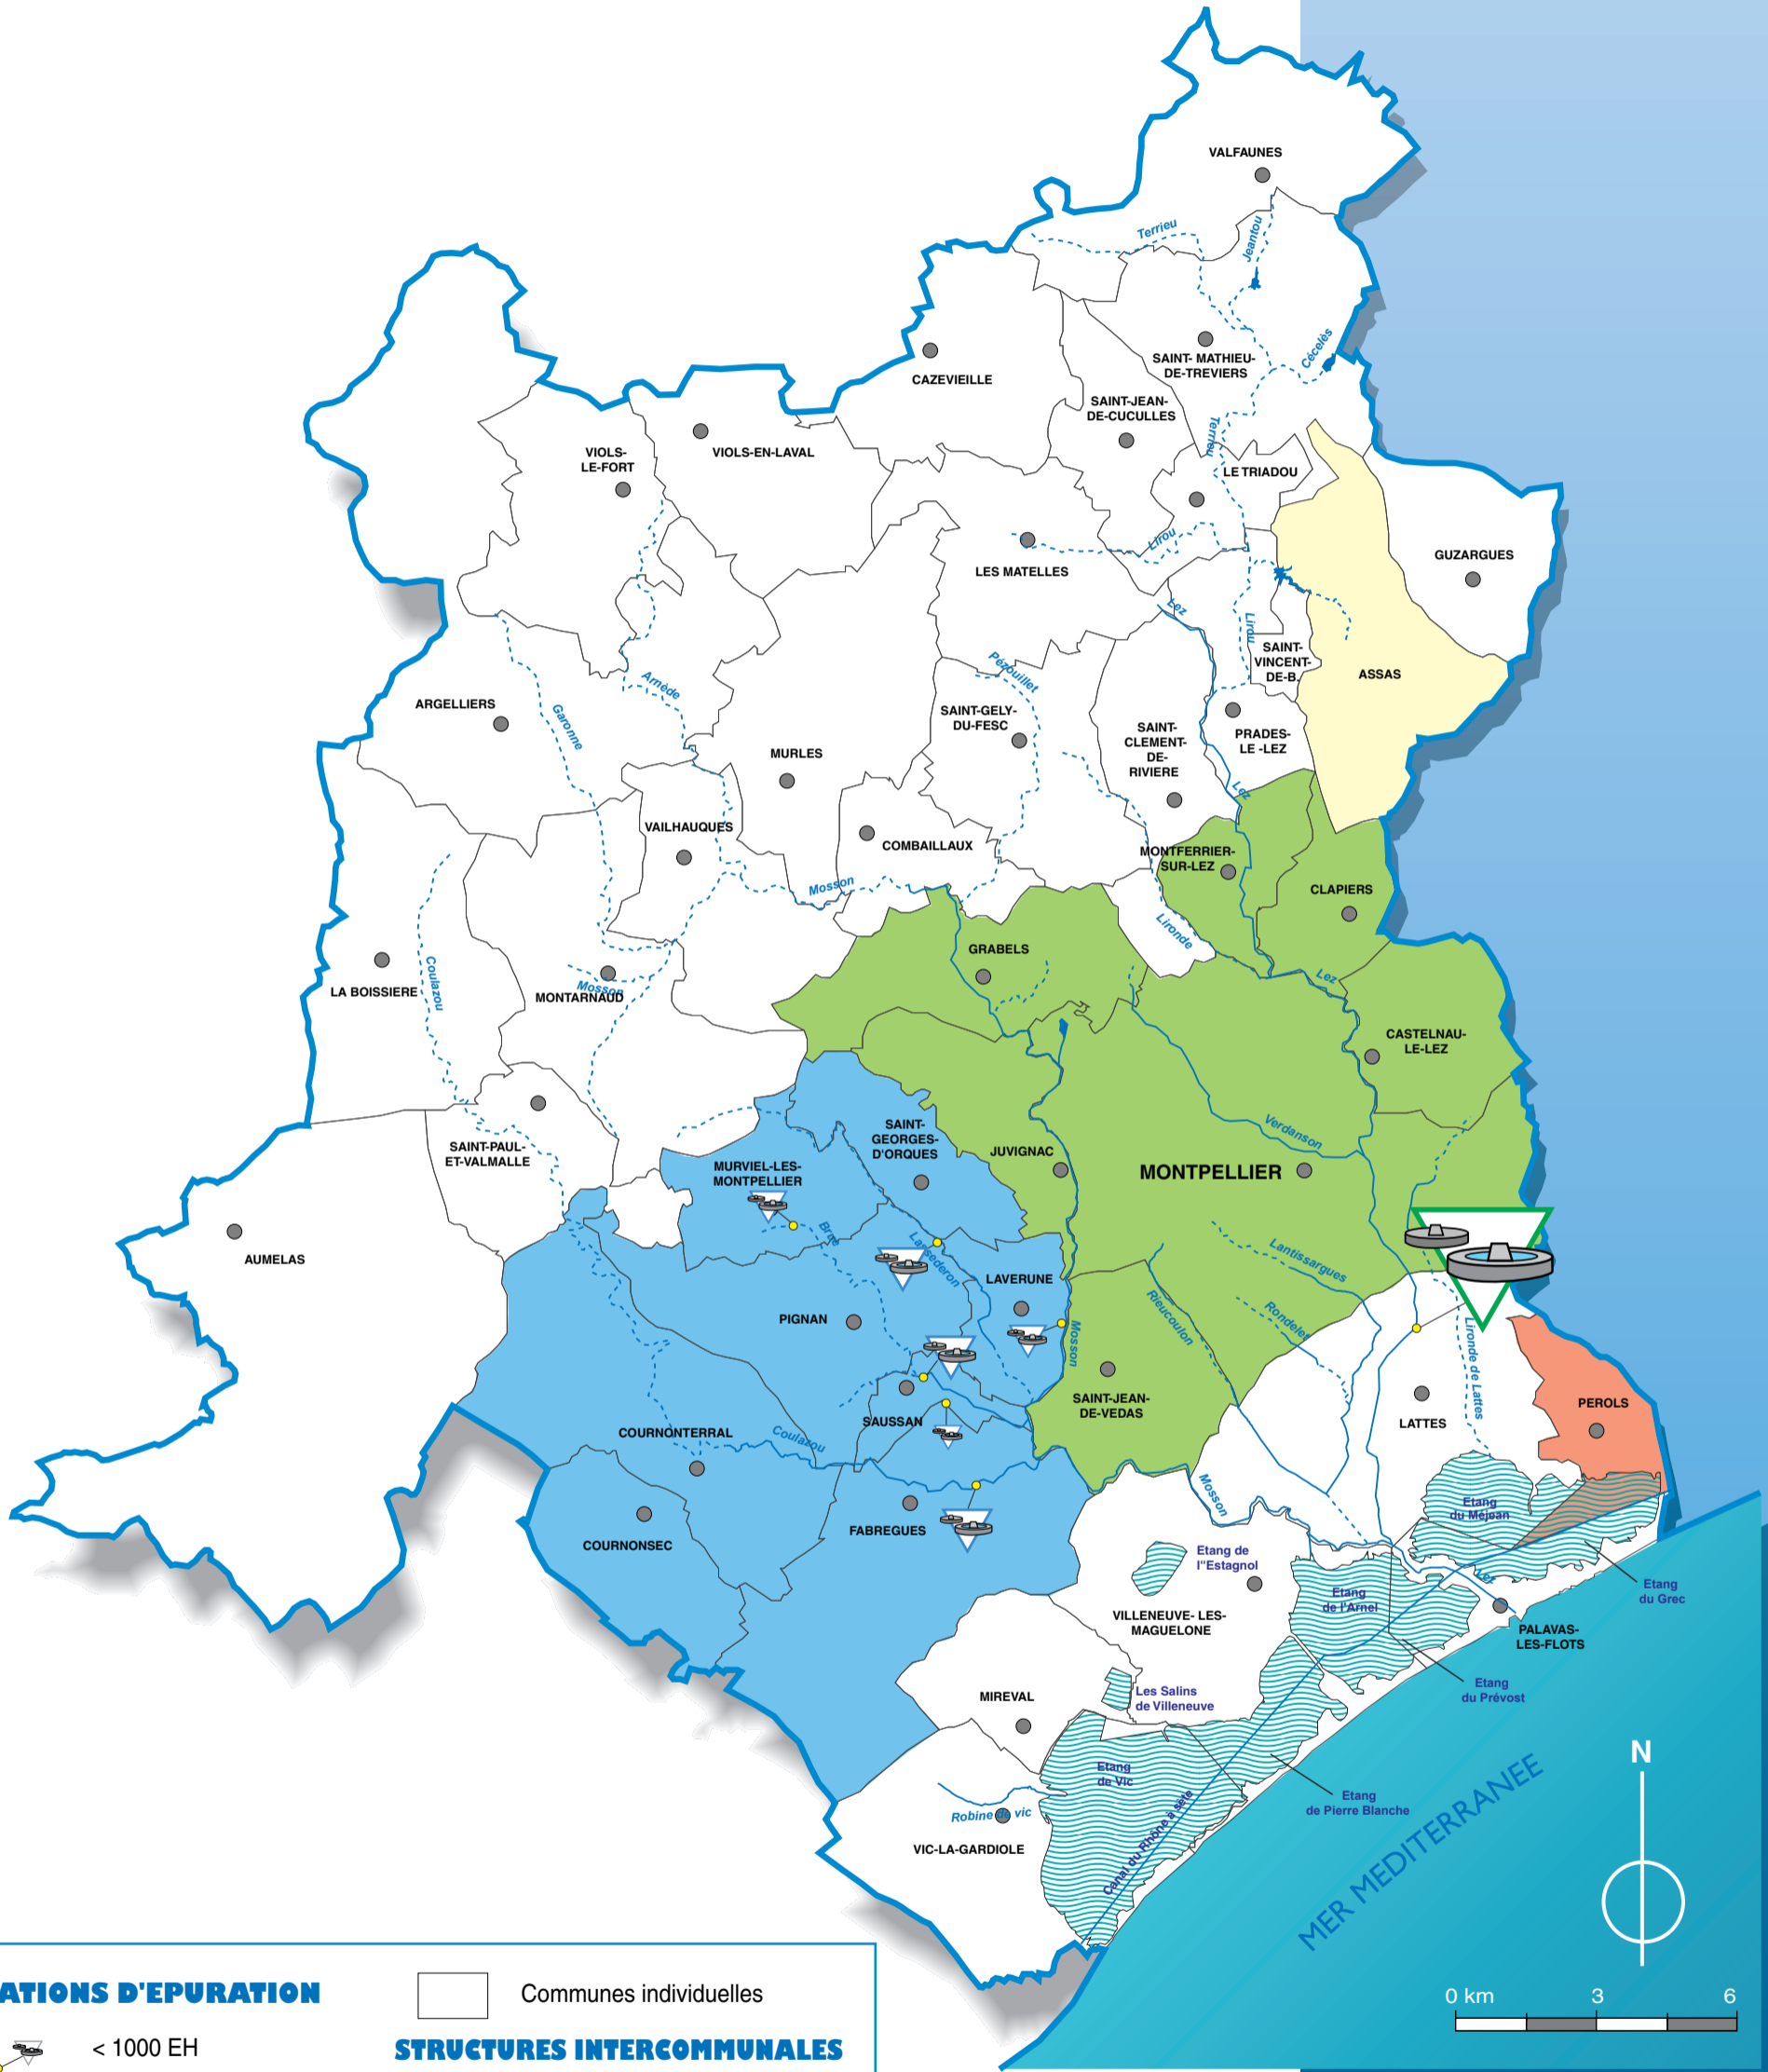 VALFAUNES
Terrieu
Jeantou
Cécelès
SAINT- MATHIEU-
DE-TREVIERS
CAZEVIEILLE
SAINT-JEAN-
DE-CUCULLES
Terrieu
VIOLS-
LE-FORT
VIOLS-EN-LAVAL
LE TRIADOU
Lirou
LES MATELLES
GUZARGUES
Lez
Lirou
SAINT-
VINCENT-
DE-B.
ASSAS
Pézouillet
Arnède
ARGELLIERS
Garonne
SAINT-GELY-
DU-FESC
SAINT-
CLEMENT-
DE-
RIVIERE
PRADES-
LE -LEZ
MURLES
Lez
VAILHAUQUES
COMBAILLAUX
MONTFERRIER-
SUR-LEZ
CLAPIERS
Mosson
Lironde
GRABELS
Lez
LA BOISSIERE
Coulazou
Mosson
MONTARNAUD
CASTELNAU-
LE-LEZ
SAINT-PAUL-
ET-VALMALLE
SAINT-
GEORGES-
D'ORQUES
Verdanson
JUVIGNAC
MONTPELLIER
MURVIEL-LES-
MONTPELLIER
Brue
Lassederon
AUMELAS
Lantissargues
LAVERUNE
PIGNAN
Mosson
Rieucoulon
Rondelet
Lironde de Lattes
SAINT-JEAN-
DE-VEDAS
PEROLS
LATTES
SAUSSAN
COURNONTERRAL
Coulazou
Mosson
Etang
du Méjean
FABREGUES
COURNONSEC
Etang de
l"Estagnol
Lez
Etang
du Grec
Etang
de l'Arnel
VILLENEUVE- LES-
MAGUELONE
PALAVAS-
LES-FLOTS
Etang
du Prévost
Les Salins
de Villeneuve
MIREVAL
Etang
de Vic
Etang
de Pierre Blanche
Canal du Rhône à sète
Robine de vic
VIC-LA-GARDIOLE
MER MEDITERRANEE
N
0 km 3 6
ATIONS D'EPURATION
Communes individuelles
< 1000 EH
STRUCTURES INTERCOMMUNALES